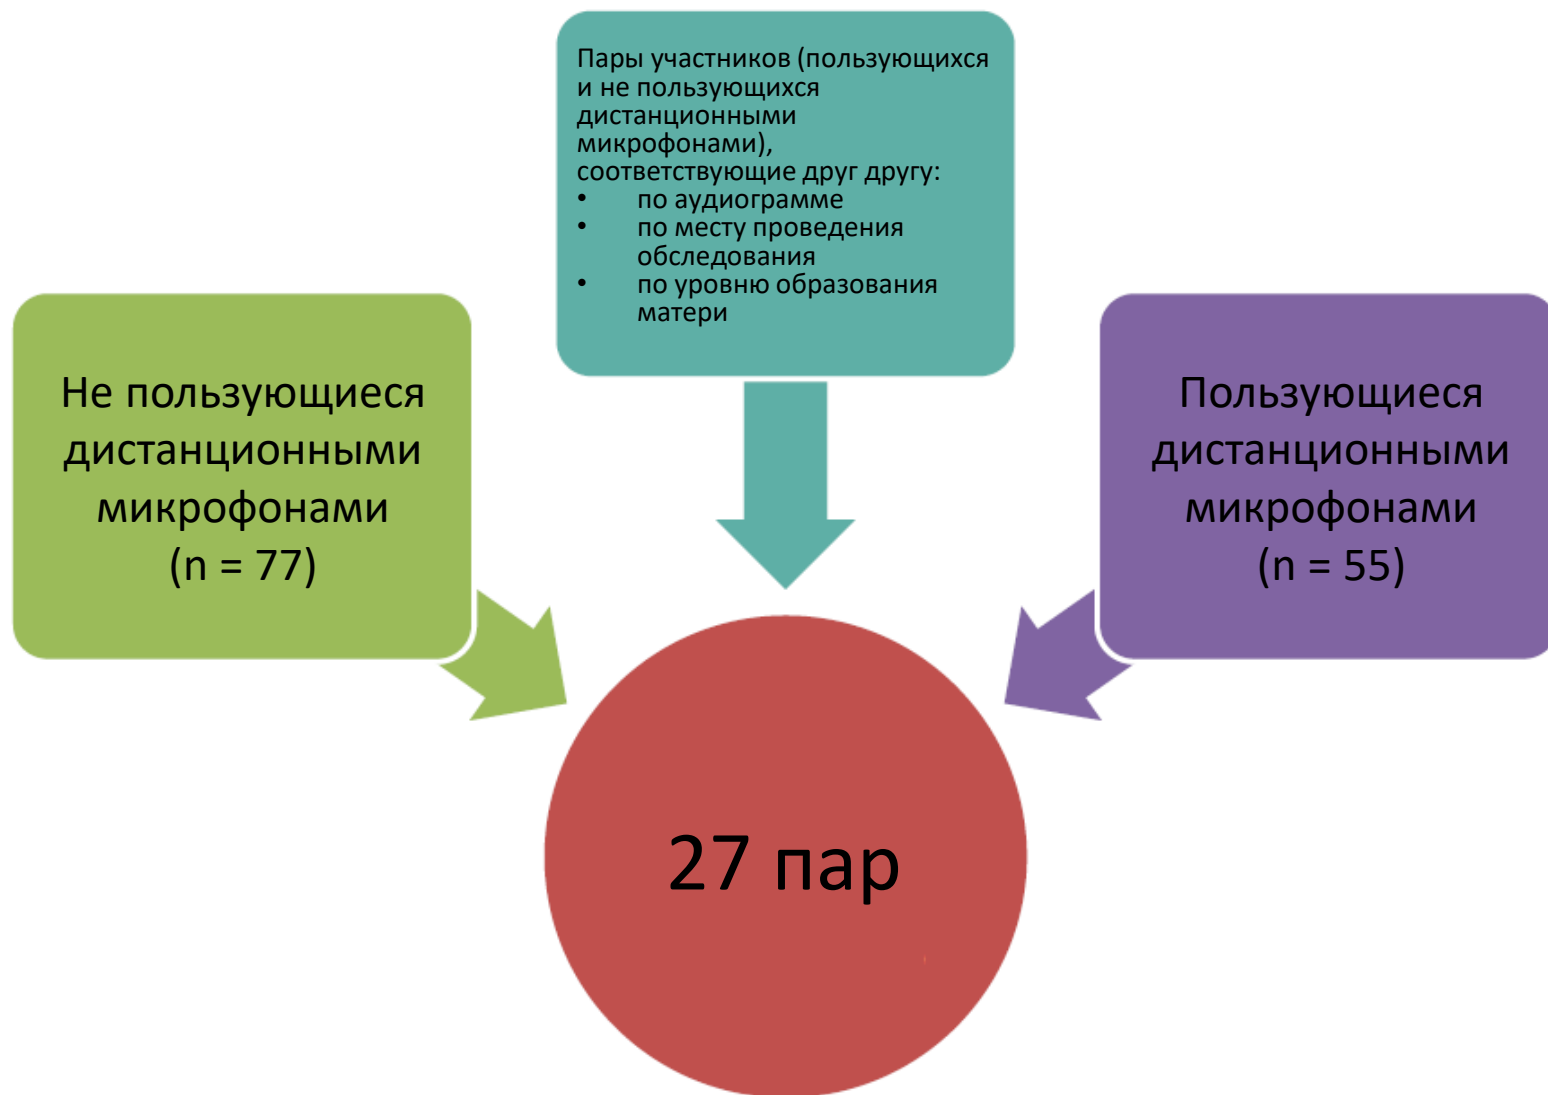 Пары участников (пользующихся
и не пользующихся
дистанционными
микрофонами),
соответствующие друг другу:
• по аудиограмме
• по месту проведения
обследования
• по уровню образования
матери
Не пользующиеся
дистанционными
микрофонами
(n = 77)
Пользующиеся
дистанционными
микрофонами
(n = 55)
27 пар